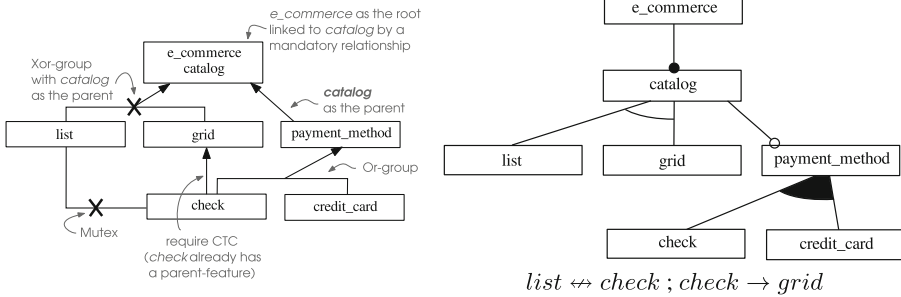 e_commerce as the root
linked to catalog by a
mandatory relationship
e_commerce
catalog
Xor-group
with catalog
as the parent
catalog
as the parent
list
grid
payment_method
Or-group
check
credit_card
Mutex
require CTC
(check already has
a parent-feature)
e_commerce
catalog
list
grid
payment_method
check
credit_card
list ↮ check ; check → grid